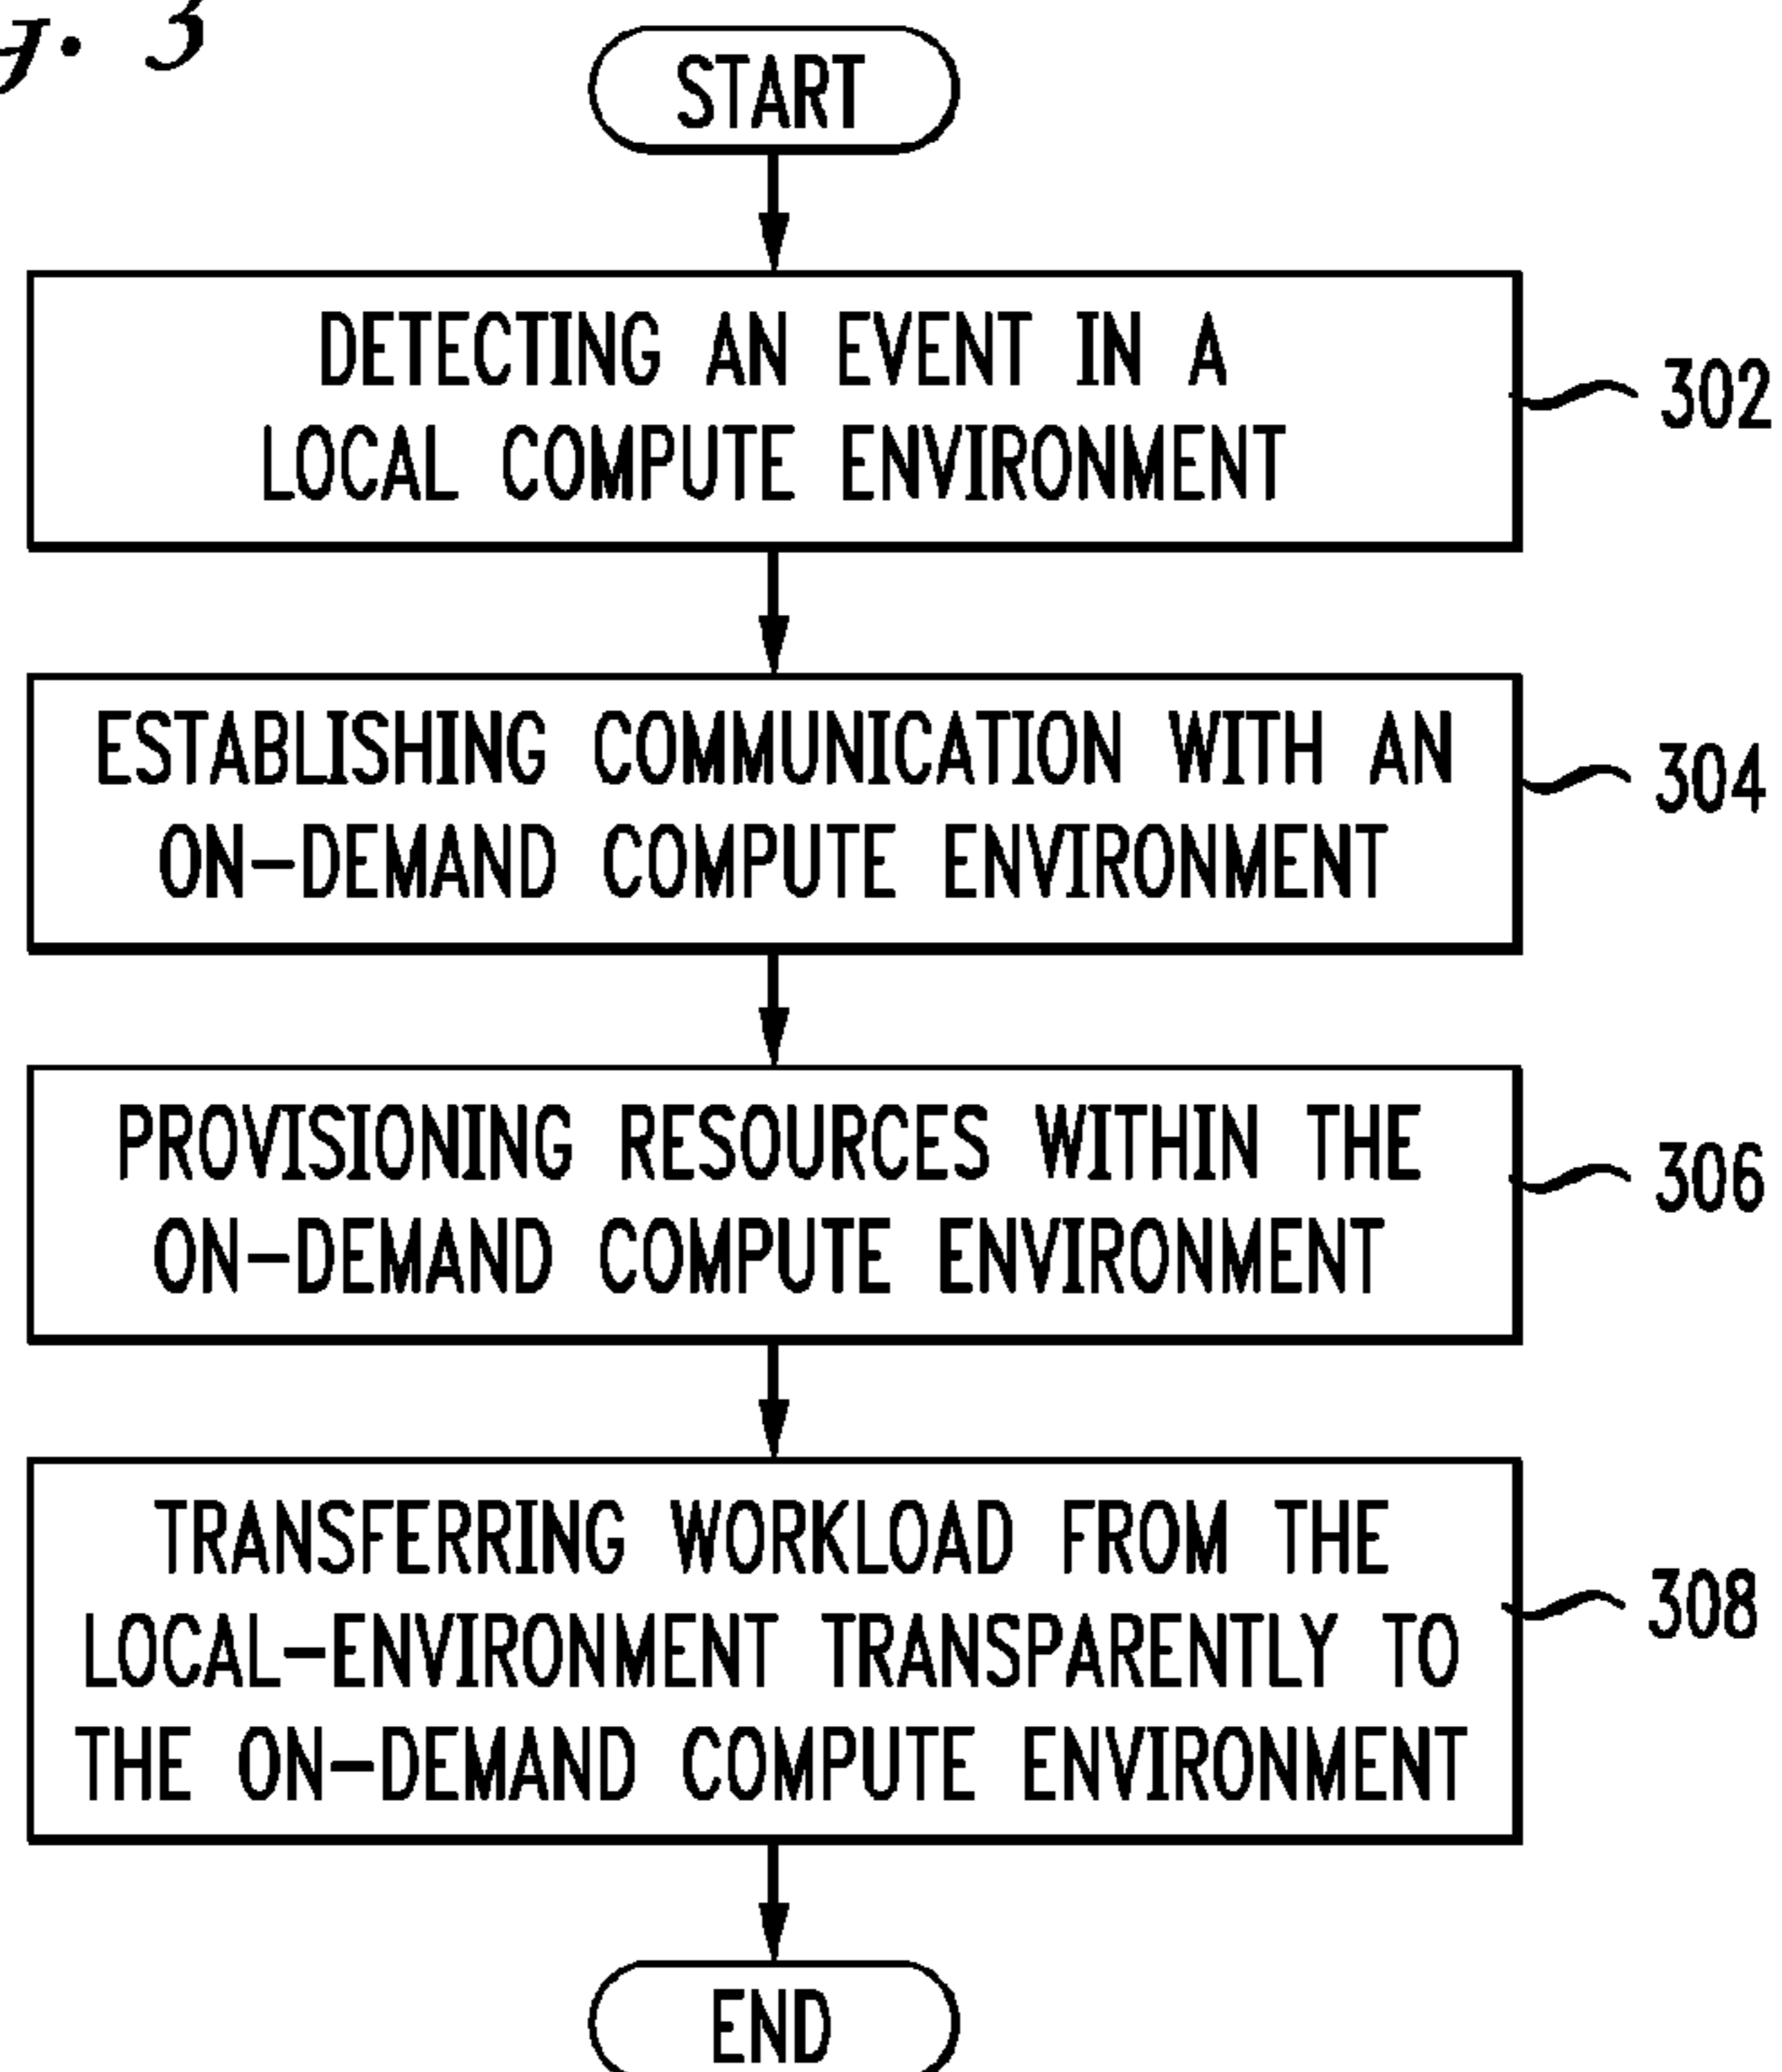 g. 3
START
DETECTING AN EVENT IN A
LOCAL COMPUTE ENVIRONMENT
302
ESTABLISHING COMMUNICATION WITH AN
ON-DEMAND COMPUTE ENVIRONMENT
304
PROVISIONING RESOURCES WITHIN THE
ON-DEMAND COMPUTE ENVIRONMENT
306
TRANSFERRING WORKLOAD FROM THE
LOCAL-ENVIRONMENT TRANSPARENTLY TO
THE ON-DEMAND COMPUTE ENVIRONMENT
308
END